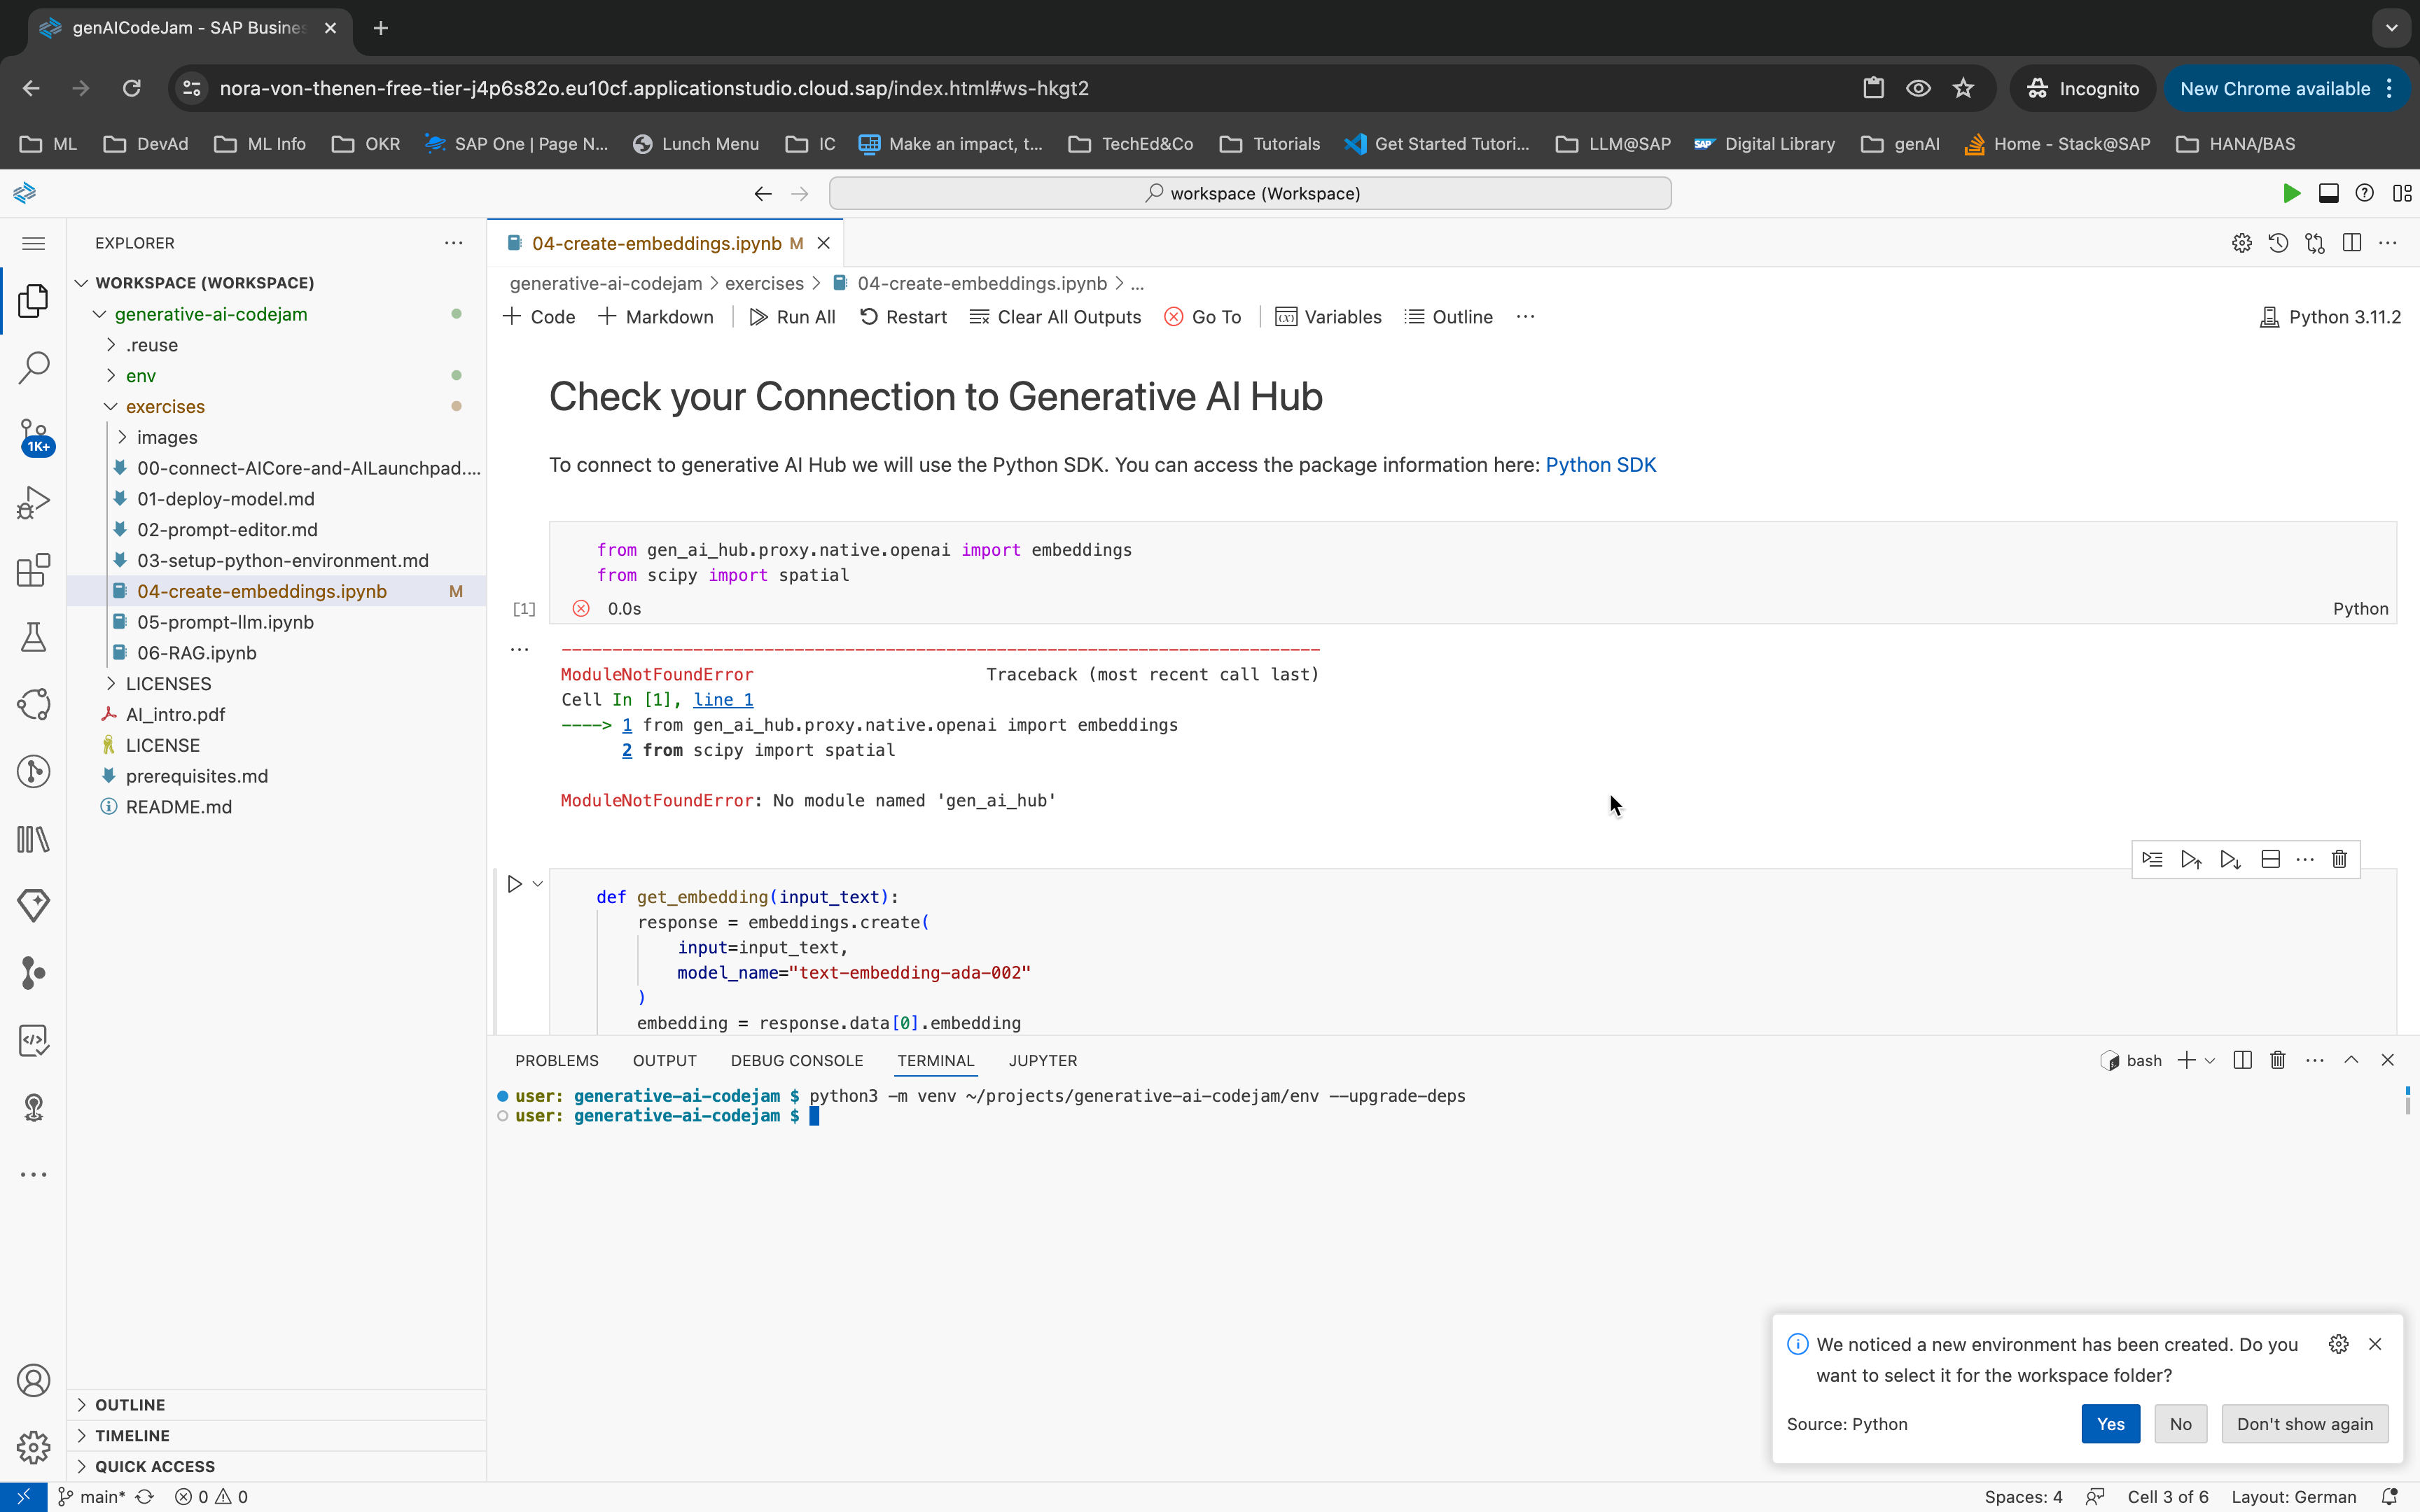 genAICodeJam - SAP Busines
nora-von-thenen-free-tier-j4p6s82o.eu10cf.applicationstudio.cloud.sap/index.html#ws-hkgt2
Incognito
New Chrome available
ML
DevAd
ML Info
OKR
SAP One | Page N...
Lunch Menu
IC
Make an impact, t...
TechEd&Co
Tutorials
Get Started Tutori...
LLM@SAP
Digital Library
genAI
Home - Stack@SAP
HANA/BAS
workspace (Workspace)
EXPLORER
WORKSPACE (WORKSPACE)
generative-ai-codejam
.reuse
env
exercises
images
00-connect-AICore-and-AILaunchpad....
01-deploy-model.md
02-prompt-editor.md
03-setup-python-environment.md
04-create-embeddings.ipynb M
05-prompt-llm.ipynb
06-RAG.ipynb
LICENSES
AI_intro.pdf
LICENSE
prerequisites.md
README.md
1K+
OUTLINE
TIMELINE
QUICK ACCESS
04-create-embeddings.ipynb M
generative-ai-codejam > exercises > 04-create-embeddings.ipynb > ...
+ Code
+ Markdown
Run All
Restart
Clear All Outputs
Go To
Variables
Outline
...
Python 3.11.2
Check your Connection to Generative AI Hub
To connect to generative AI Hub we will use the Python SDK. You can access the package information here: Python SDK
from gen_ai_hub.proxy.native.openai import embeddings
from scipy import spatial
[1] 0.0s
Python
---------------------------------------------------------------------------
ModuleNotFoundError Traceback (most recent call last)
Cell In [1], line 1
----> 1 from gen_ai_hub.proxy.native.openai import embeddings
2 from scipy import spatial
ModuleNotFoundError: No module named 'gen_ai_hub'
def get_embedding(input_text):
response = embeddings.create(
input=input_text,
model_name="text-embedding-ada-002"
)
embedding = response.data[0].embedding
PROBLEMS
OUTPUT
DEBUG CONSOLE
TERMINAL
JUPYTER
bash
user: generative-ai-codejam $ python3 -m venv ~/projects/generative-ai-codejam/env --upgrade-deps
user: generative-ai-codejam $
We noticed a new environment has been created. Do you
want to select it for the workspace folder?
Source: Python
Yes
No
Don't show again
main*
0
0
Spaces: 4
Cell 3 of 6
Layout: German